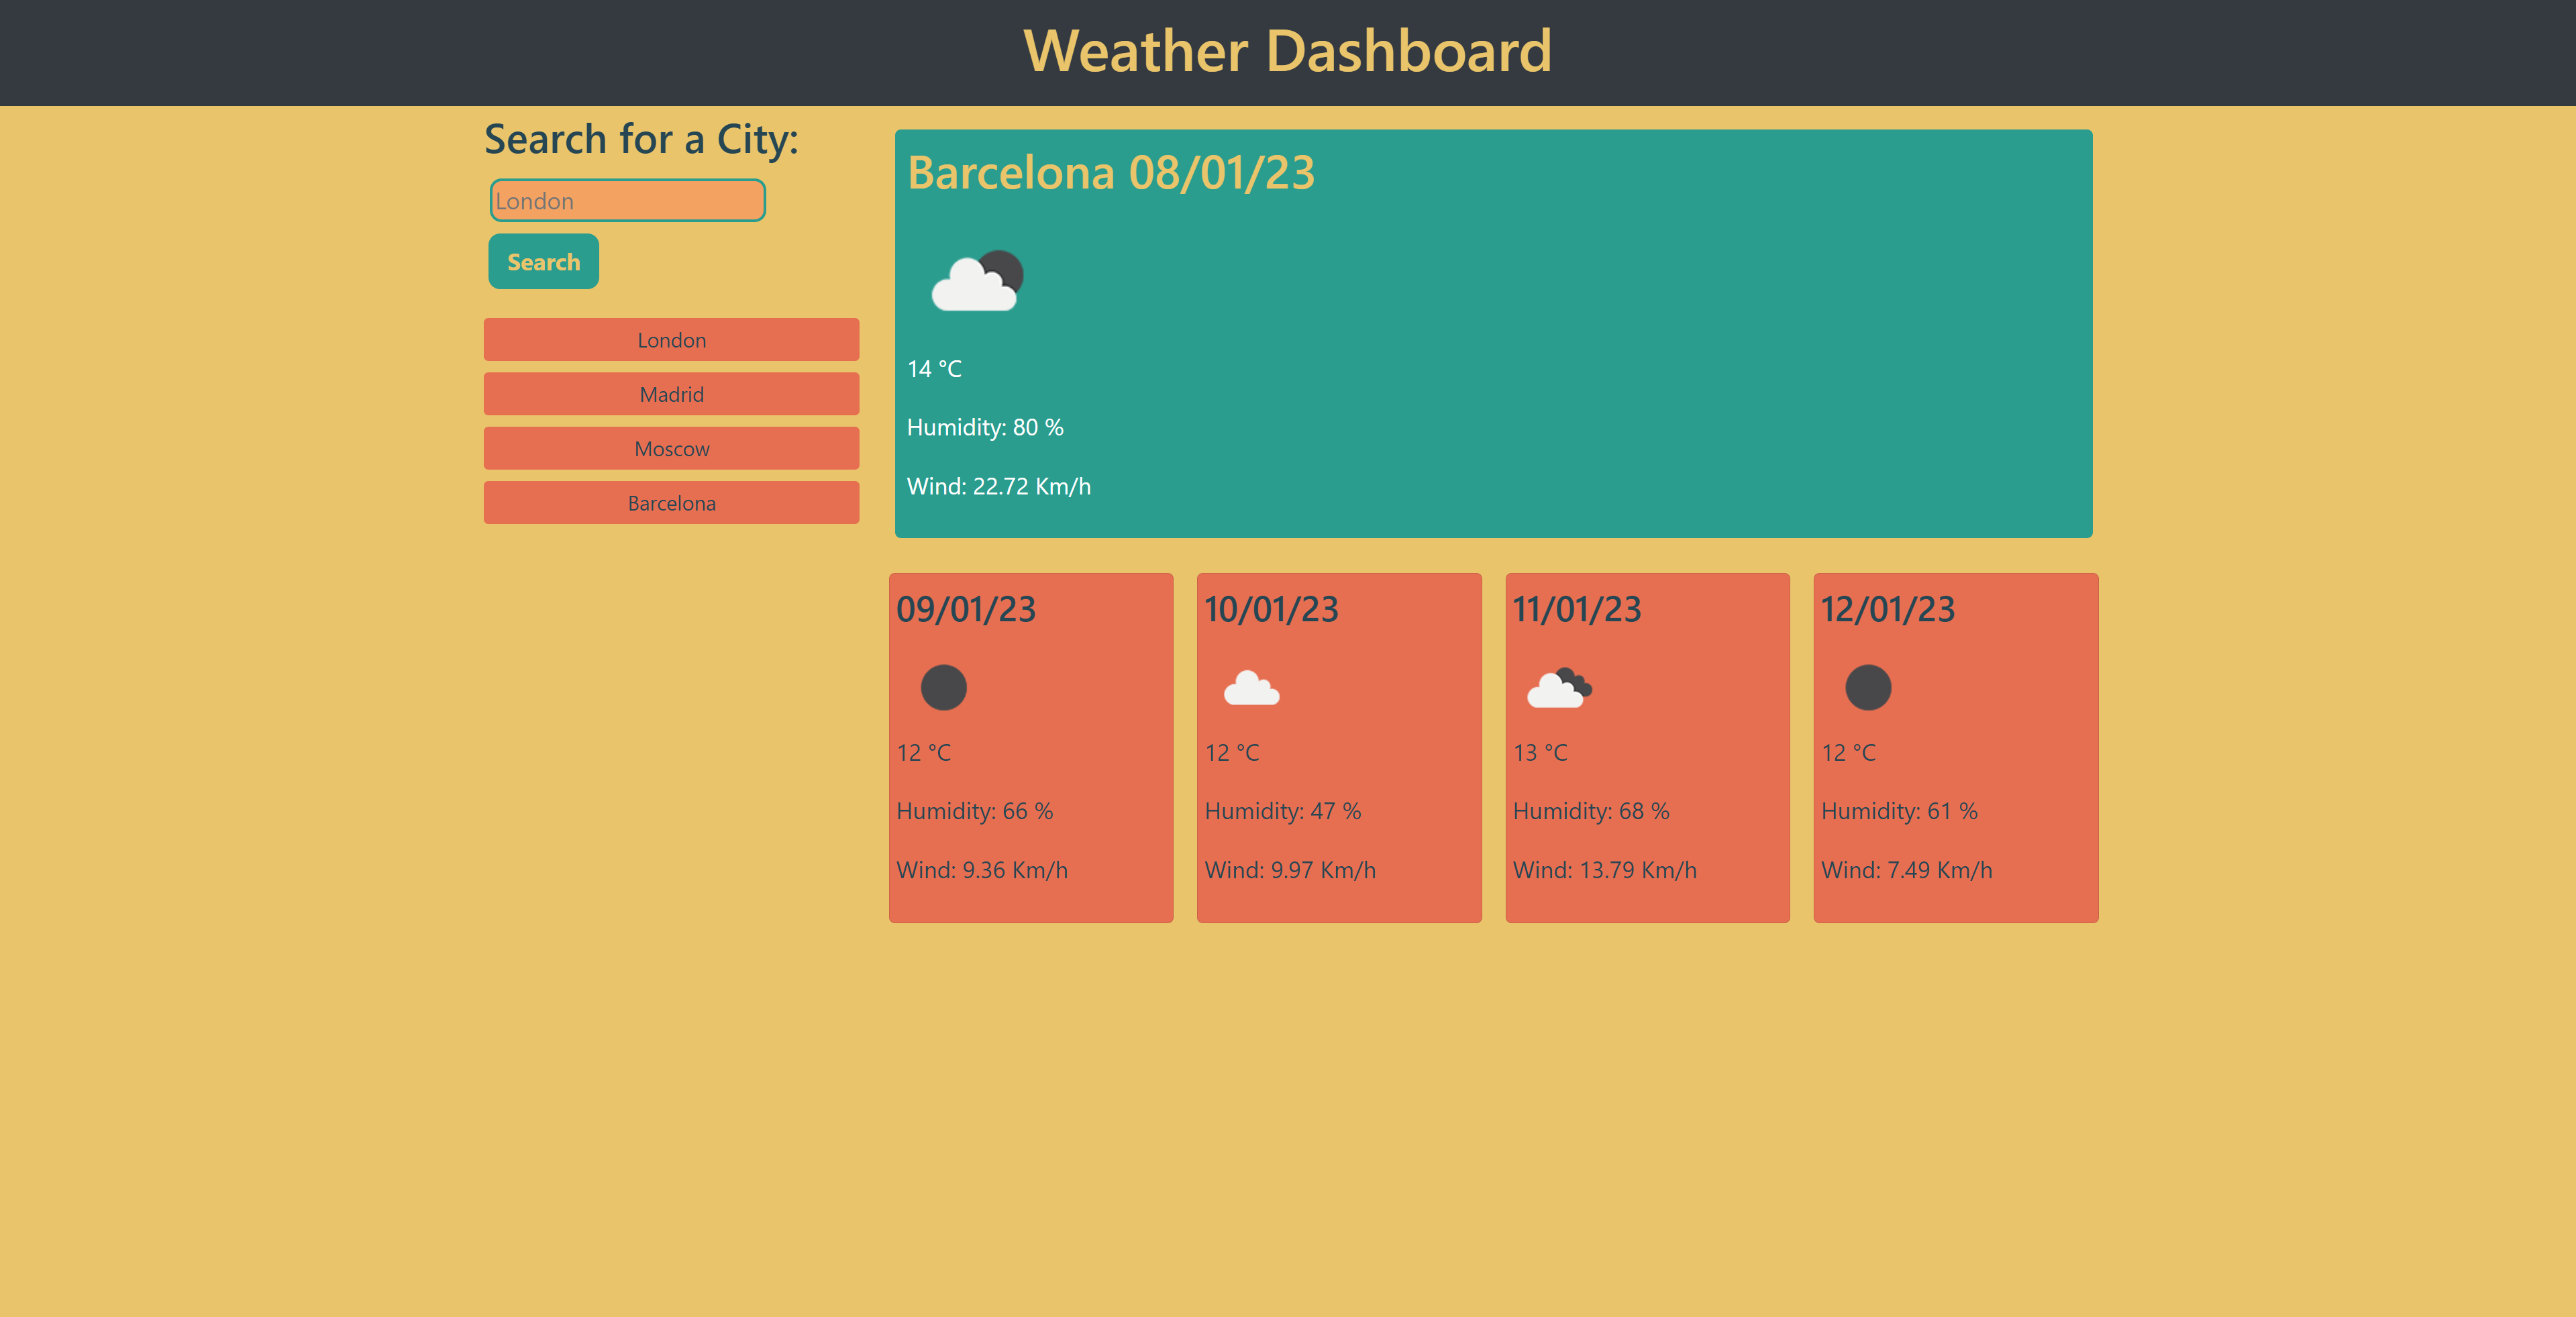 Weather Dashboard
Search for a City:
London
Search
London
Madrid
Moscow
Barcelona
Barcelona 08/01/23
14 °C
Humidity: 80 %
Wind: 22.72 Km/h
09/01/23
12 °C
Humidity: 66 %
Wind: 9.36 Km/h
10/01/23
12 °C
Humidity: 47 %
Wind: 9.97 Km/h
11/01/23
13 °C
Humidity: 68 %
Wind: 13.79 Km/h
12/01/23
12 °C
Humidity: 61 %
Wind: 7.49 Km/h